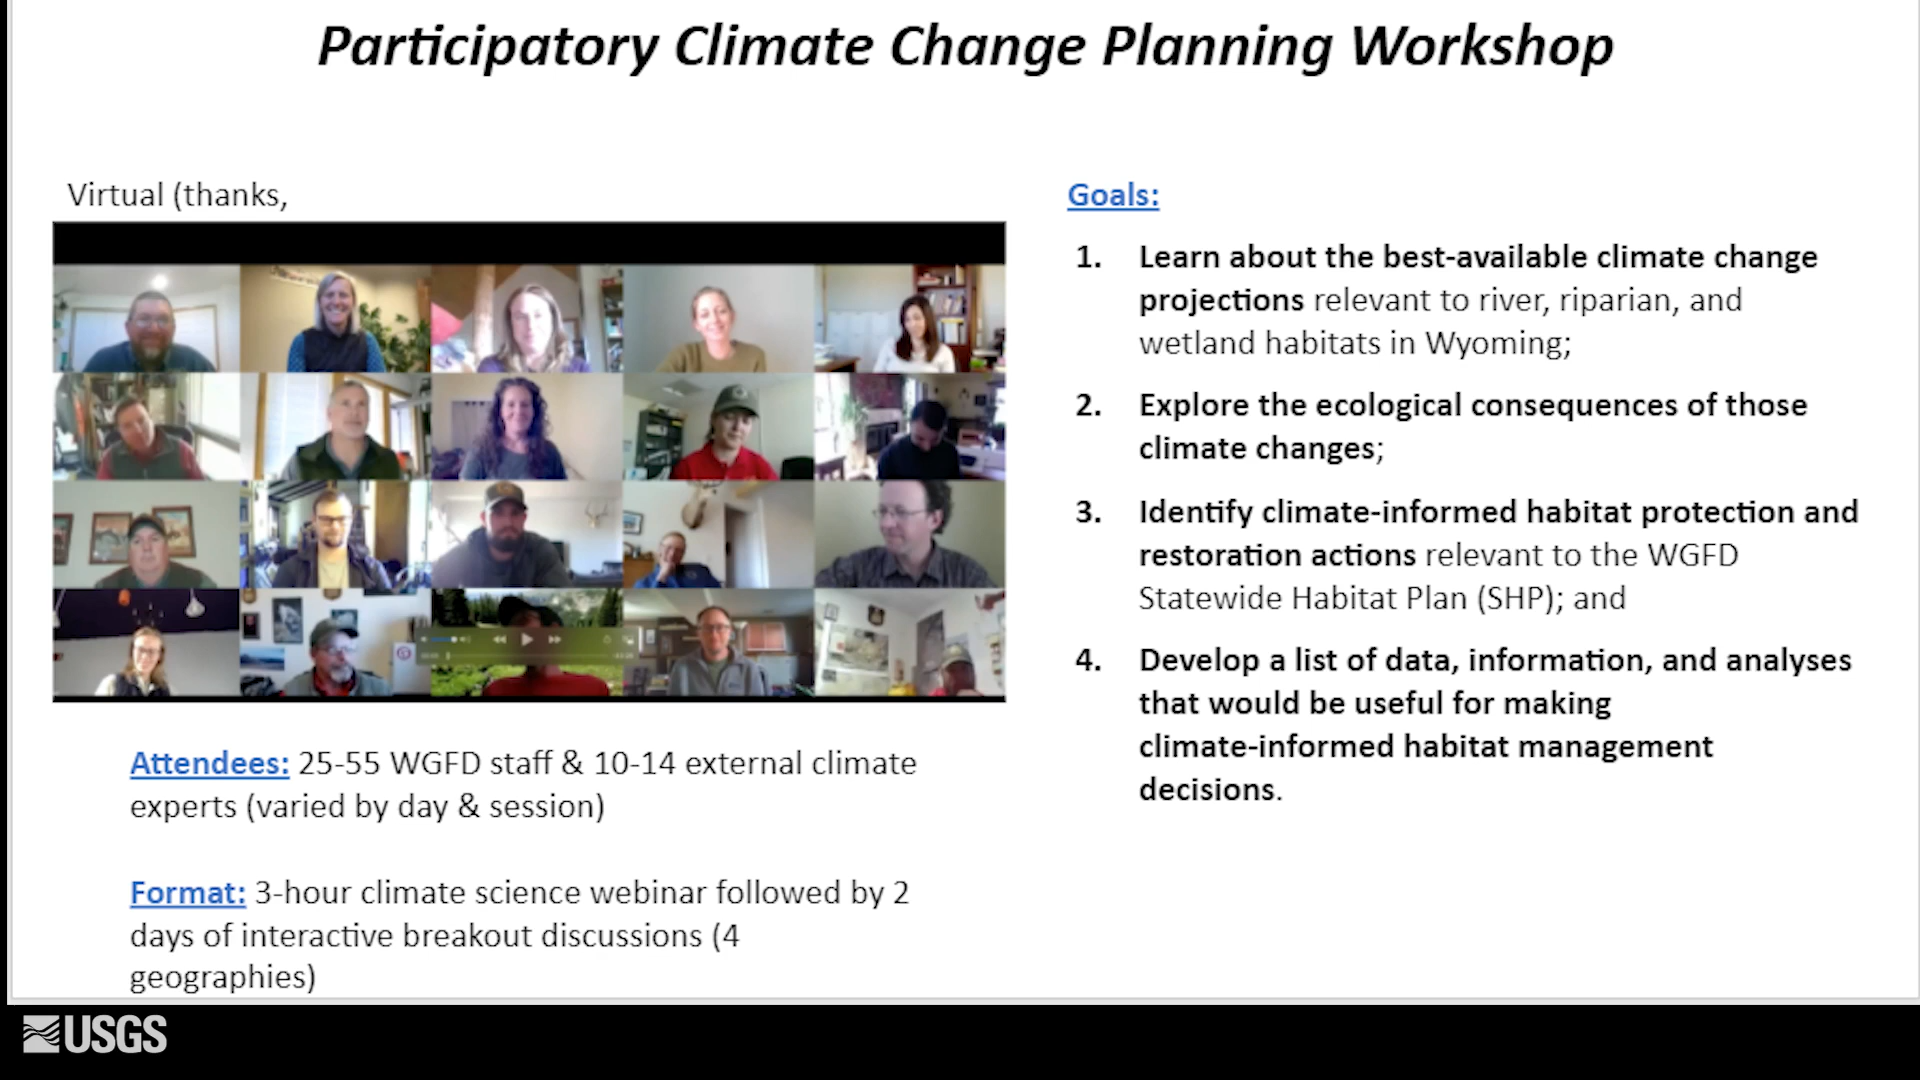 Participatory Climate Change Planning Workshop
Virtual (thanks,
Attendees: 25-55 WGFD staff & 10-14 external climate
experts (varied by day & session)
Format: 3-hour climate science webinar followed by 2
days of interactive breakout discussions (4
geographies)
Goals:
1. Learn about the best-available climate change
projections relevant to river, riparian, and
wetland habitats in Wyoming;
2. Explore the ecological consequences of those
climate changes;
3. Identify climate-informed habitat protection and
restoration actions relevant to the WGFD
Statewide Habitat Plan (SHP); and
4. Develop a list of data, information, and analyses
that would be useful for making
climate-informed habitat management
decisions.
USGS